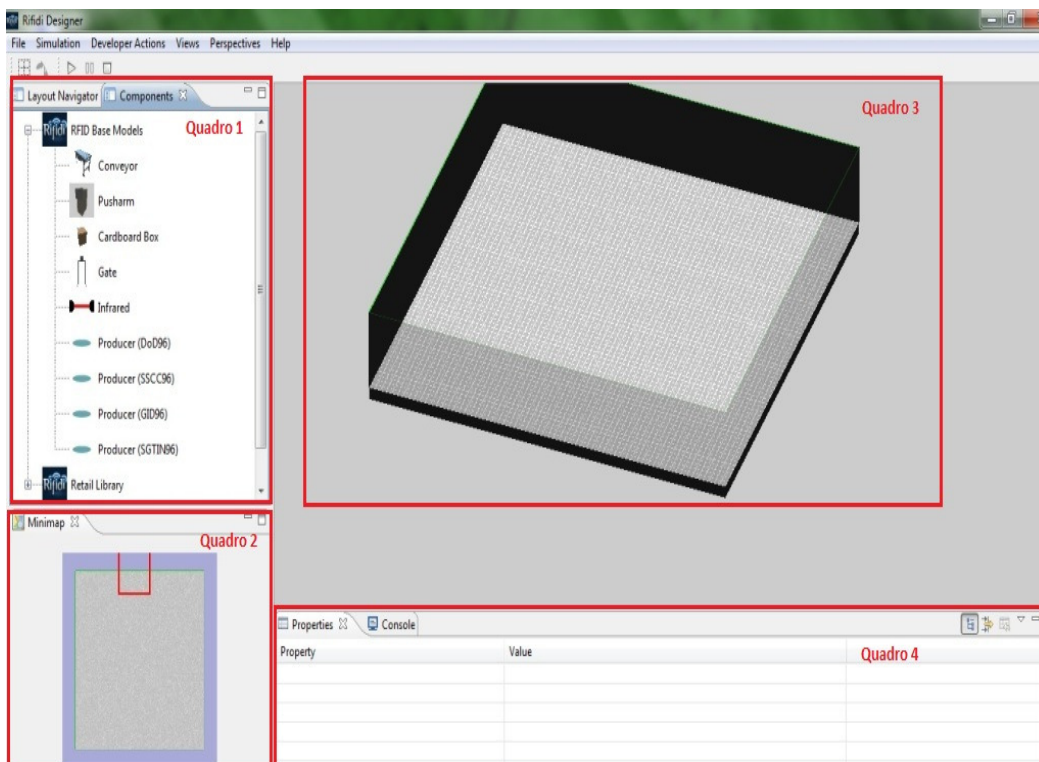 Rifidi Designer
File Simulation Developer Actions Views Perspectives Help
Layout Navigator Components
Quadro 1
Rifidi RFID Base Models
Conveyor
Pusharm
Cardboard Box
Gate
Infrared
Producer (DoD96)
Producer (SSCC96)
Producer (GID96)
Producer (SGTIN96)
Rifidi Retail Library
Quadro 3
Minimap
Quadro 2
Properties Console
Property Value
Quadro 4